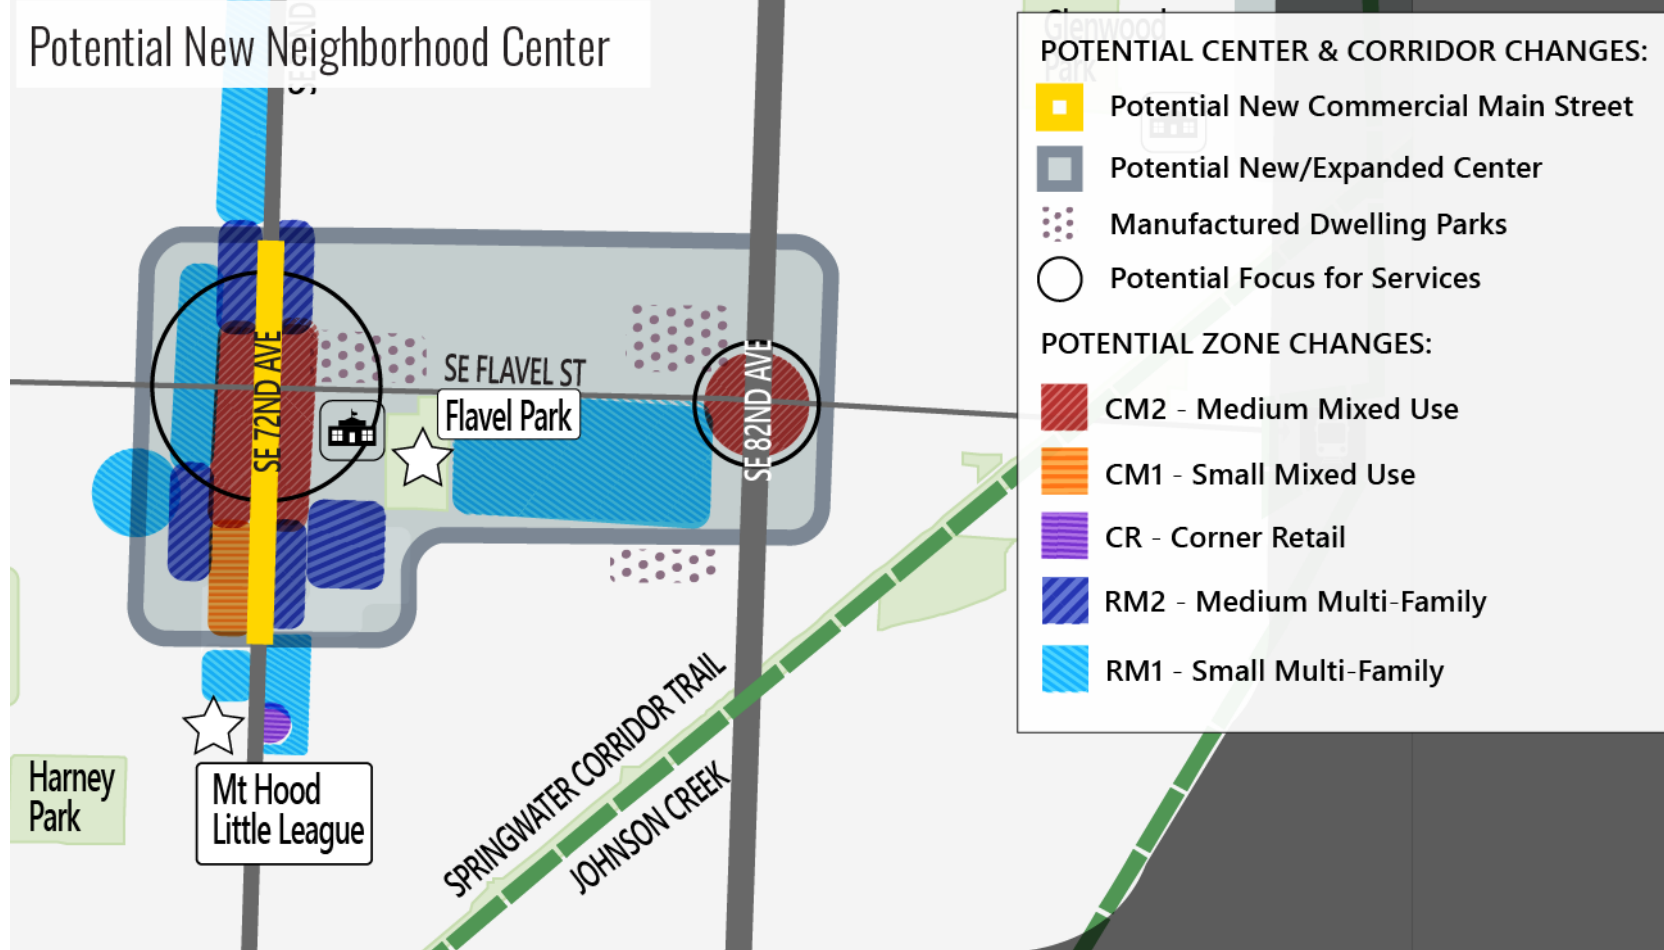 Potential New Neighborhood Center
SE 72ND AVE
SE FLAVEL ST
Flavel Park
SE 82ND AVE
SPRINGWATER CORRIDOR TRAIL
JOHNSON CREEK
Harney
Park
Mt Hood
Little League
Glenwood
Park
POTENTIAL CENTER & CORRIDOR CHANGES:
Potential New Commercial Main Street
Potential New/Expanded Center
Manufactured Dwelling Parks
Potential Focus for Services
POTENTIAL ZONE CHANGES:
CM2 - Medium Mixed Use
CM1 - Small Mixed Use
CR - Corner Retail
RM2 - Medium Multi-Family
RM1 - Small Multi-Family